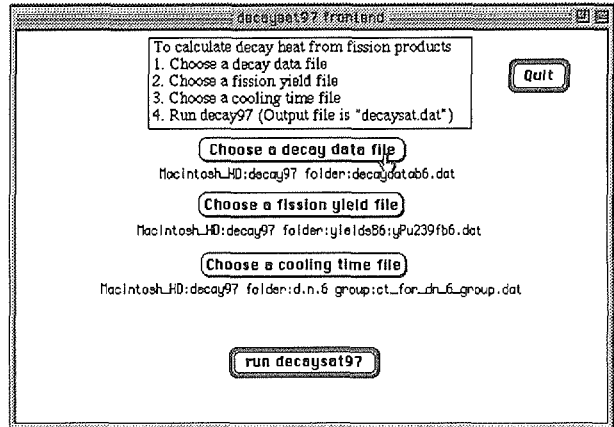 decaysat97 frontend
To calculate decay heat from fission products
1. Choose a decay data file
2. Choose a fission yield file
3. Choose a cooling time file
4. Run decay97 (Output file is "decaysat.dat")
Quit
Choose a decay data file
Macintosh_HD:decay97 folder:decaydatab6.dat
Choose a fission yield file
Macintosh_HD:decay97 folder:yieldsB6:yPu239fb6.dat
Choose a cooling time file
Macintosh_HD:decay97 folder:d.n.6 group:ct_for_dn_6_group.dat
run decaysat97